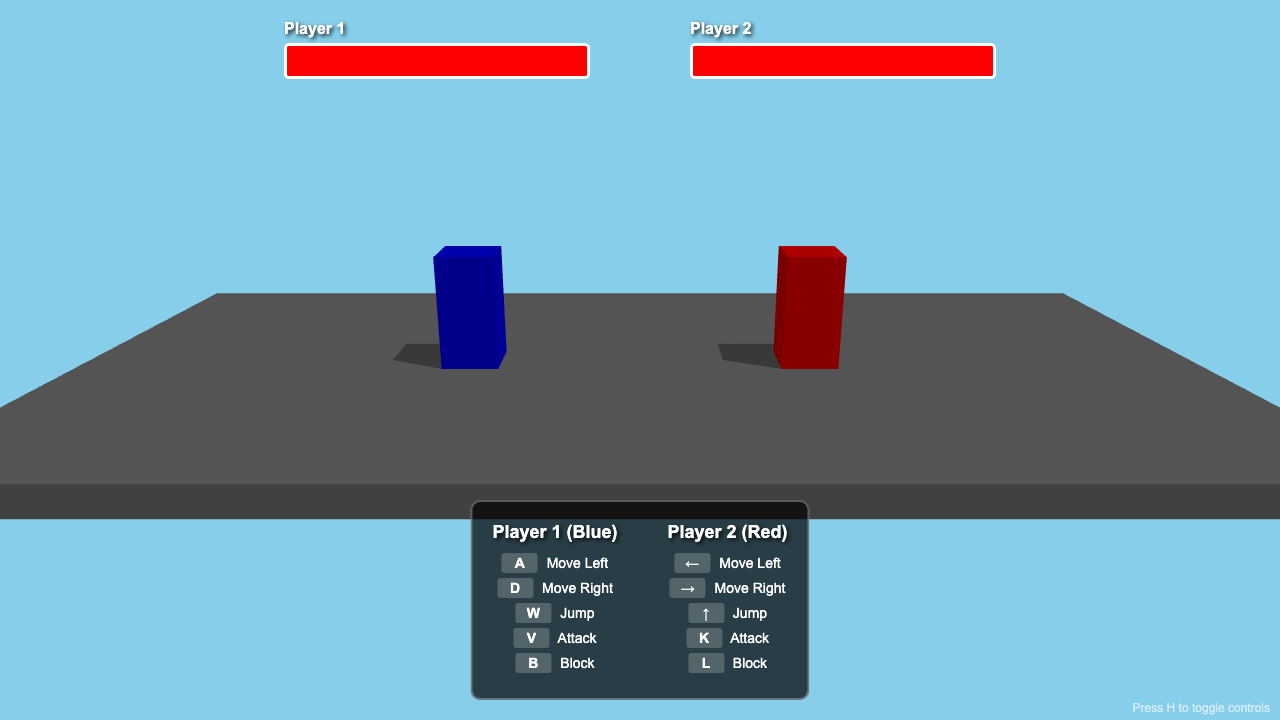 Player 1
Player 2
Player 1 (Blue)
A Move Left
D Move Right
W Jump
V Attack
B Block
Player 2 (Red)
← Move Left
→ Move Right
↑ Jump
K Attack
L Block
Press H to toggle controls